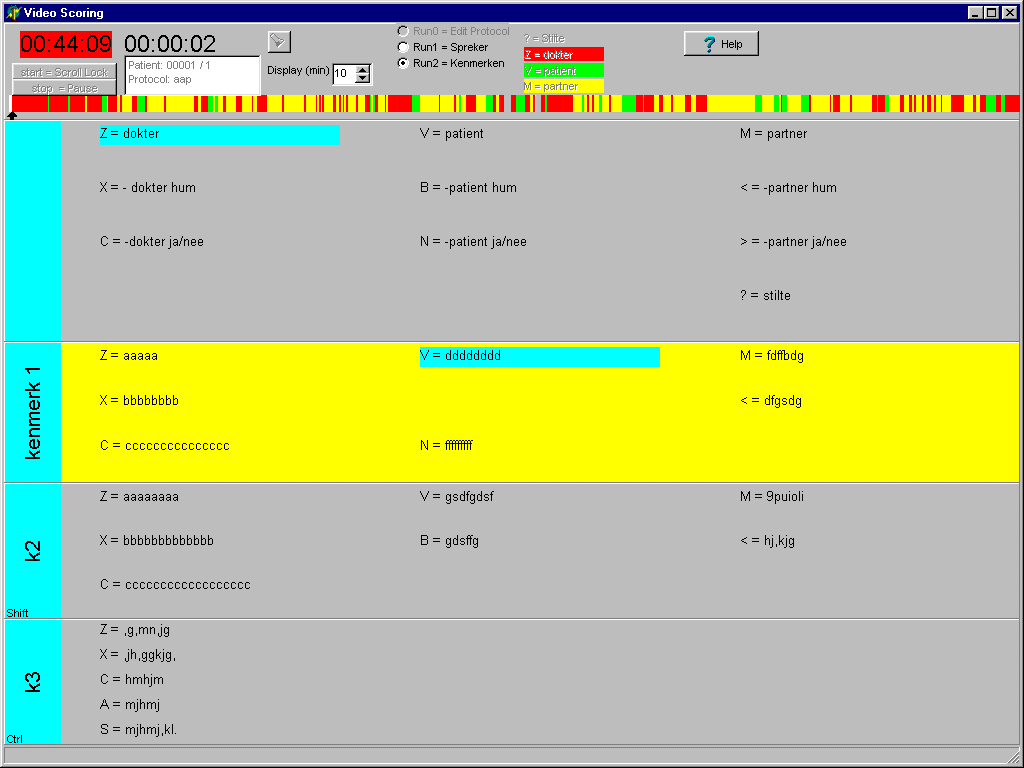 Video Scoring
00:44:09 00:00:02
start = Scroll Lock
stop = Pause
Patient: 00001 / 1
Protocol: aap
Display (min) 10
Run0 = Edit Protocol
Run1 = Spreker
Run2 = Kenmerken
? = Stilte
Z = dokter
V = patient
M = partner
? Help
Z = dokter V = patient M = partner
X = - dokter hum B = -patient hum < = -partner hum
C = -dokter ja/nee N = -patient ja/nee > = -partner ja/nee
? = stilte
kenmerk 1
Z = aaaaa V = dddddddd M = fdffbdg
X = bbbbbbbb < = dfgsdg
C = ccccccccccccccc N = fffffffff
k2
Shift
Z = aaaaaaaa V = gsdfgdsf M = 9puioli
X = bbbbbbbbbbbbb B = gdsffg < = hj,kjg
C = cccccccccccccccccc
k3
Ctrl
Z = ,g,mn,jg
X = ,jh,ggkjg,
C = hmhjm
A = mjhmj
S = mjhmj,kl.